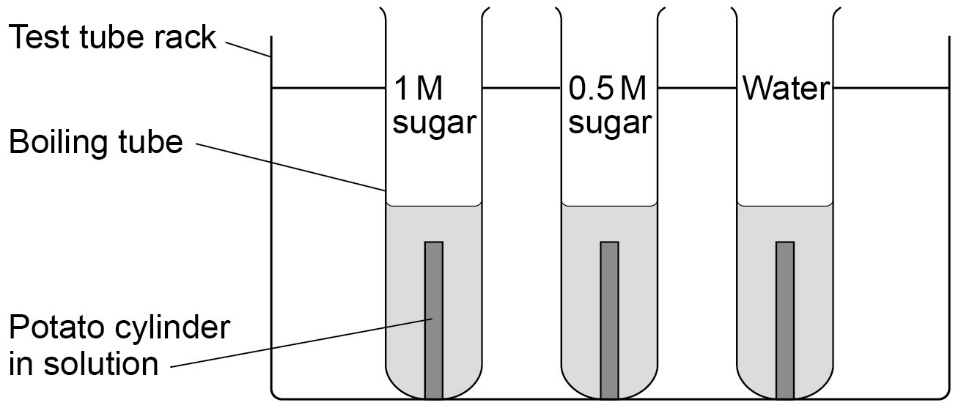 Test tube rack
1 M
sugar
0.5 M
sugar
Water
Boiling tube
Potato cylinder
in solution